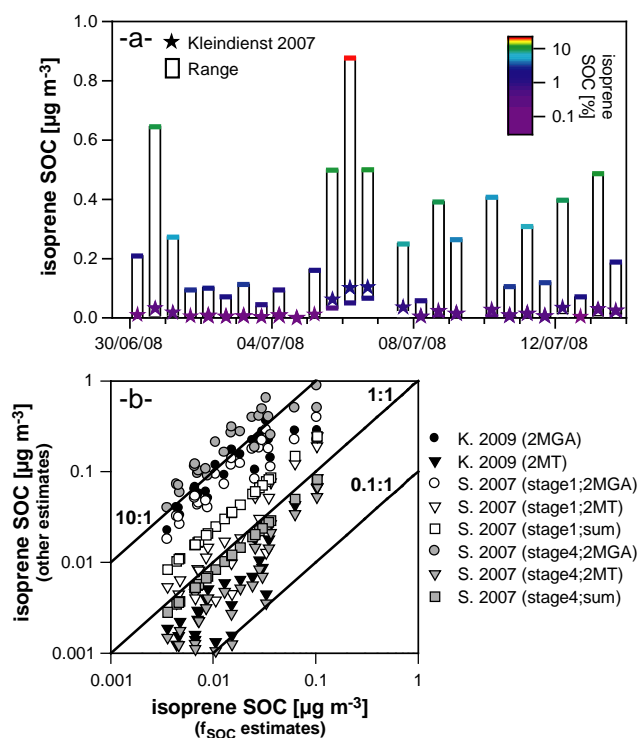 -a-
★ Kleindienst 2007
Range
isoprene
SOC [%]
10
1
0.1
isoprene SOC [µg m-3]
1.0
0.8
0.6
0.4
0.2
0.0
30/06/08
04/07/08
08/07/08
12/07/08
-b-
1:1
10:1
0.1:1
isoprene SOC [µg m-3]
(other estimates)
1
0.1
0.01
0.001
0.001
0.01
0.1
1
isoprene SOC [µg m-3]
(fSOC estimates)
K. 2009 (2MGA)
K. 2009 (2MT)
S. 2007 (stage1;2MGA)
S. 2007 (stage1;2MT)
S. 2007 (stage1;sum)
S. 2007 (stage4;2MGA)
S. 2007 (stage4;2MT)
S. 2007 (stage4;sum)